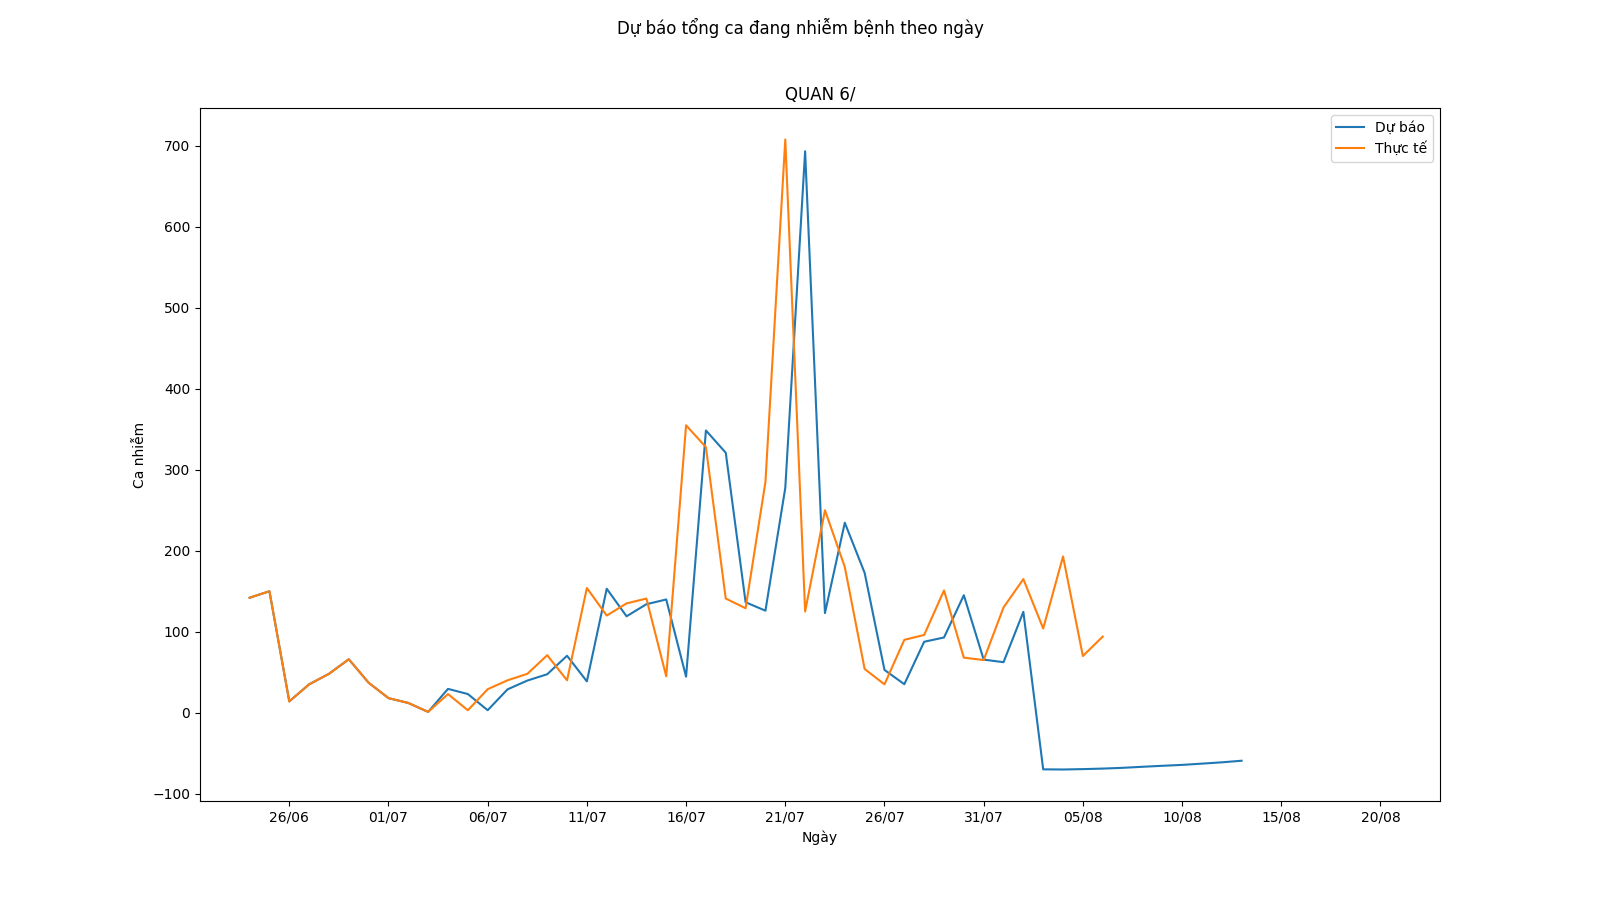 Dự báo tổng ca đang nhiễm bệnh theo ngày
QUAN 6/
Dự báo
Thực tế
700
600
500
400
300
200
100
0
−100
Ca nhiễm
26/06 01/07 06/07 11/07 16/07 21/07 26/07 31/07 05/08 10/08 15/08 20/08
Ngày